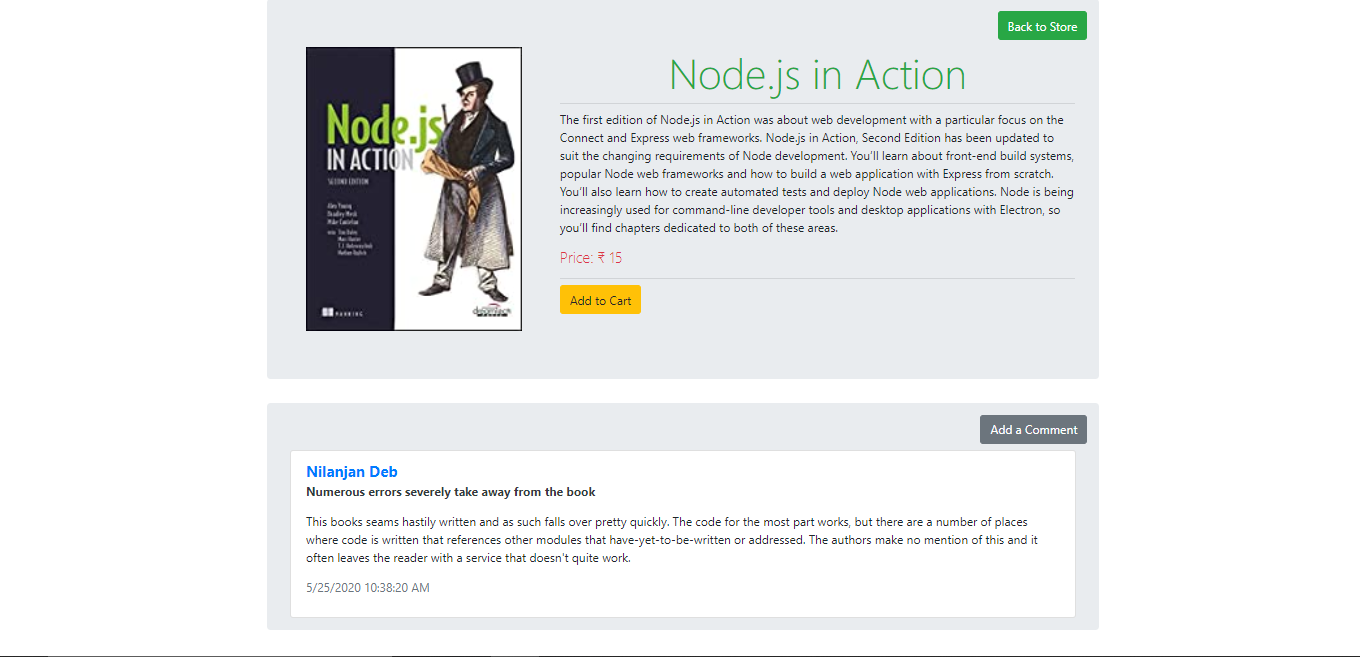 Back to Store
Node.js
IN ACTION
SECOND EDITION
Alex Young
Bradley Meck
Mike Cantelon
MANNING
dreamtech
Node.js in Action
The first edition of Node.js in Action was about web development with a particular focus on the
Connect and Express web frameworks. Node.js in Action, Second Edition has been updated to
suit the changing requirements of Node development. You’ll learn about front-end build systems,
popular Node web frameworks and how to build a web application with Express from scratch.
You’ll also learn how to create automated tests and deploy Node web applications. Node is being
increasingly used for command-line developer tools and desktop applications with Electron, so
you’ll find chapters dedicated to both of these areas.
Price: ₹ 15
Add to Cart
Add a Comment
Nilanjan Deb
Numerous errors severely take away from the book
This books seams hastily written and as such falls over pretty quickly. The code for the most part works, but there are a number of places
where code is written that references other modules that have-yet-to-be-written or addressed. The authors make no mention of this and it
often leaves the reader with a service that doesn't quite work.
5/25/2020 10:38:20 AM